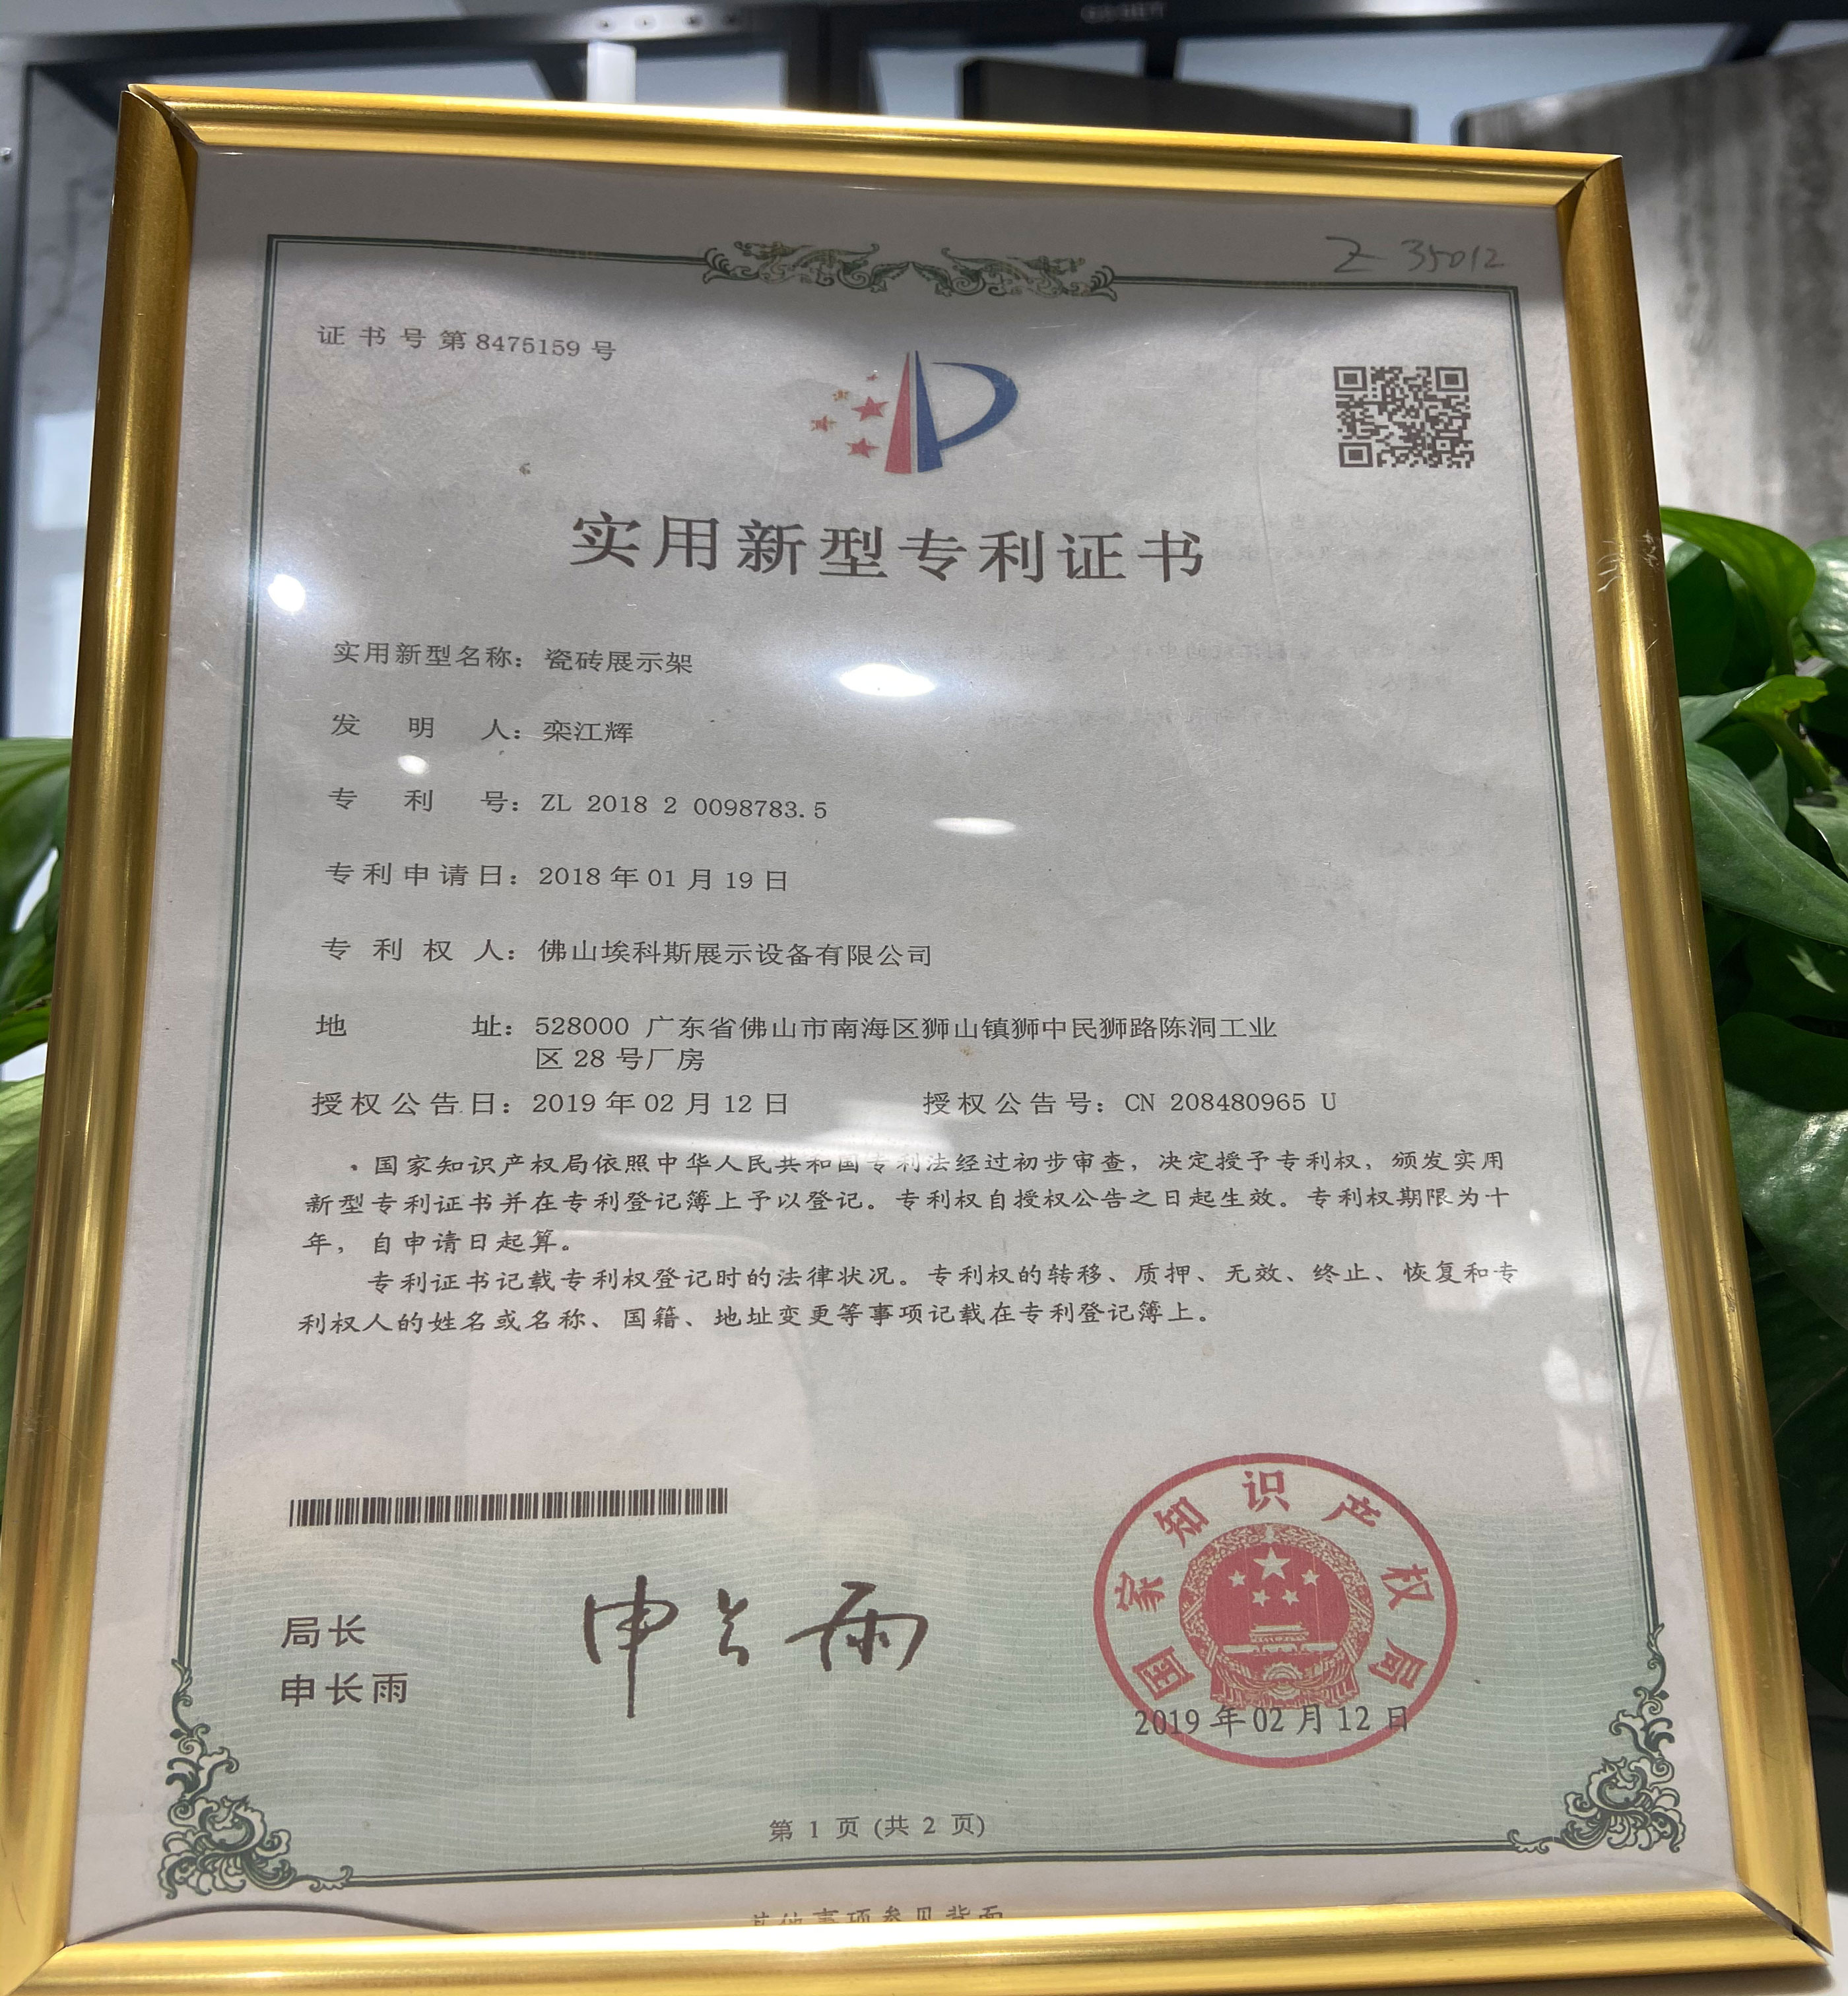 Z 35012
证书号第8475159号
实用新型专利证书
实用新型名称：瓷砖展示架
发明人：栾江辉
专利号：ZL 2018 2 0098783.5
专利申请日：2018年01月19日
专利权人：佛山埃科斯展示设备有限公司
地址：528000 广东省佛山市南海区狮山镇狮中民狮路陈洞工业
区28号厂房
授权公告日：2019年02月12日 授权公告号：CN 208480965 U
国家知识产权局依照中华人民共和国专利法经过初步审查，决定授予专利权，颁发实用
新型专利证书并在专利登记簿上予以登记。专利权自授权公告之日起生效。专利权期限为十
年，自申请日起算。
专利证书记载专利权登记时的法律状况。专利权的转移、质押、无效、终止、恢复和专
利权人的姓名或名称、国籍、地址变更等事项记载在专利登记簿上。
局长
申长雨
申长雨
国家知识产权局
2019年02月12日
第 1 页 (共 2 页)
其他事项参见背面